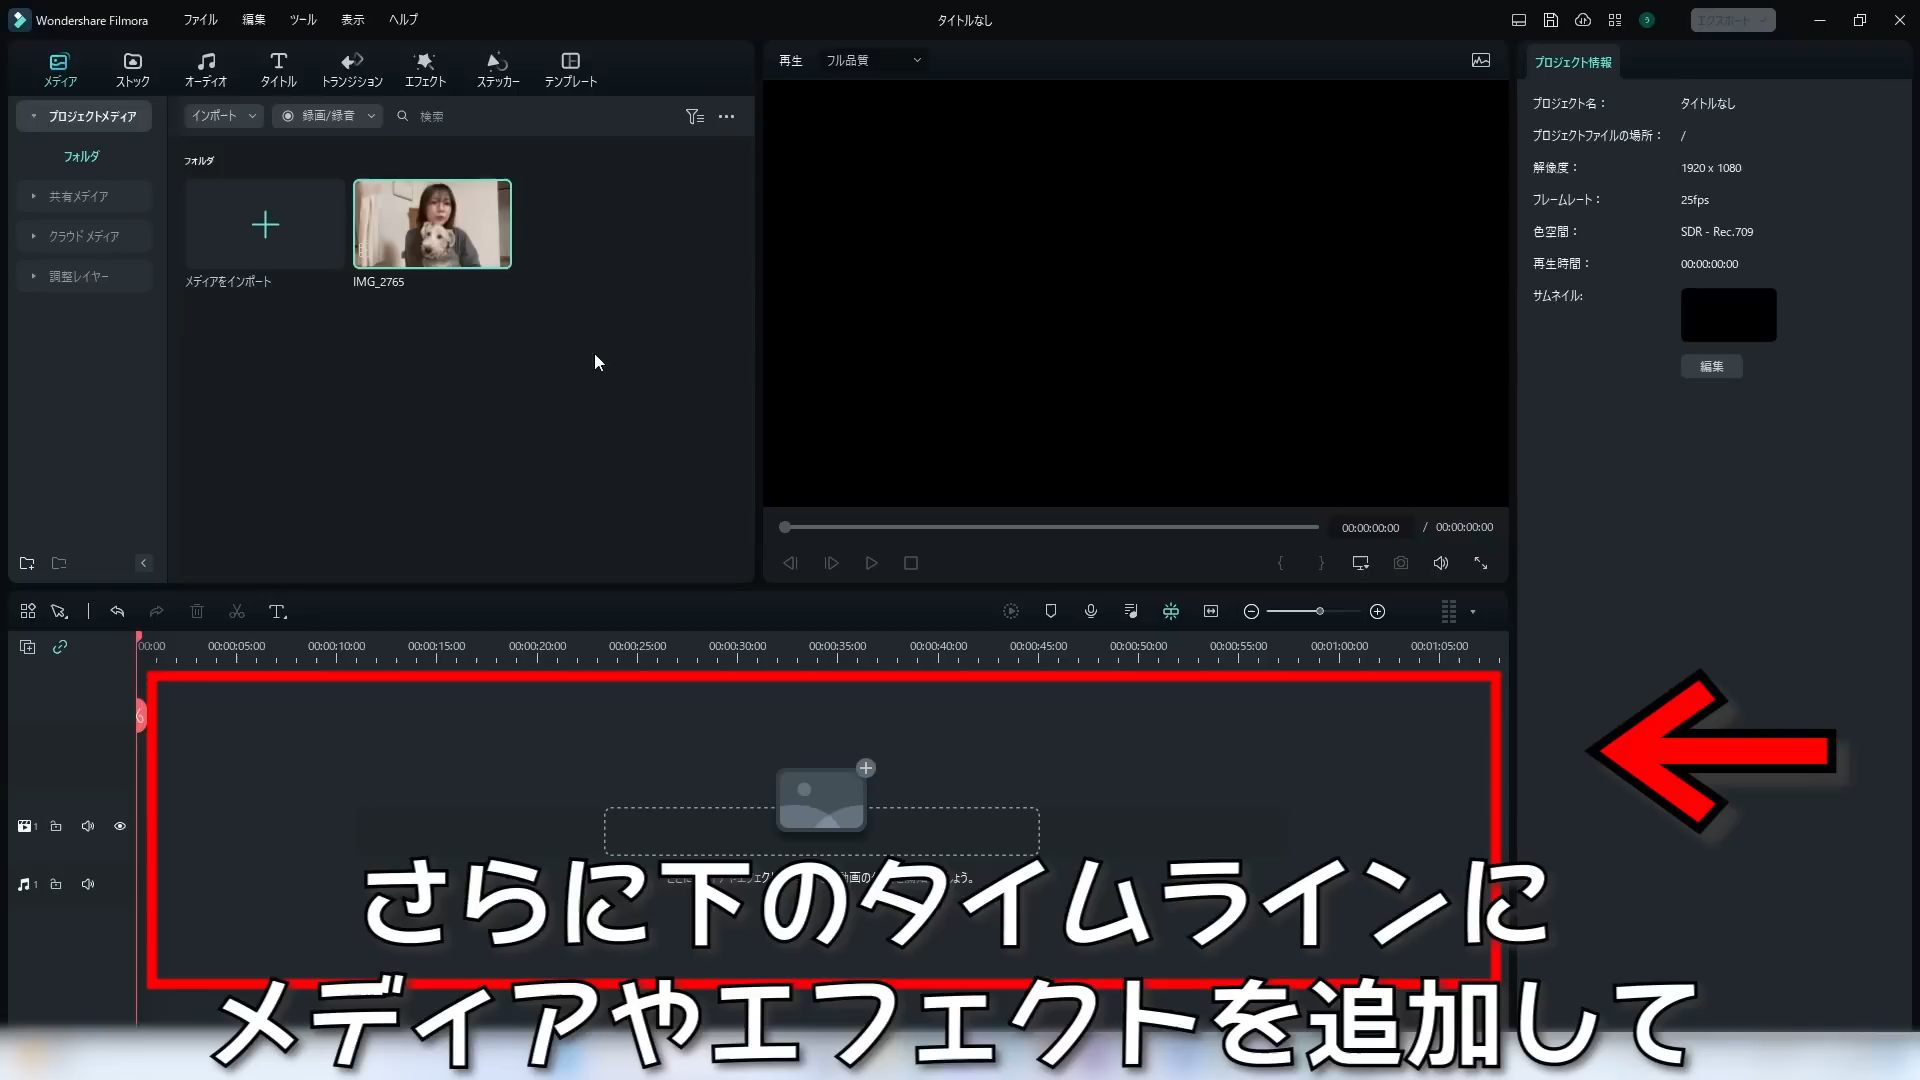 Wondershare Filmora ファイル 編集 ツール 表示 ヘルプ タイトルなし エクスポート
メディア ストック オーディオ タイトル トランジション エフェクト ステッカー テンプレート
プロジェクトメディア
フォルダ
共有メディア
クラウド メディア
調整レイヤー
インポート 録画/録音 検索
フォルダ
メディアをインポート IMG_2765
再生 フル品質
00:00:00:00 / 00:00:00:00
プロジェクト情報
プロジェクト名： タイトルなし
プロジェクトファイルの場所： /
解像度： 1920 x 1080
フレームレート： 25fps
色空間： SDR - Rec.709
再生時間： 00:00:00:00
サムネイル:
編集
00:00 00:00:05:00 00:00:10:00 00:00:15:00 00:00:20:00 00:00:25:00 00:00:30:00 00:00:35:00 00:00:40:00 00:00:45:00 00:00:50:00 00:00:55:00 00:01:00:00 00:01:05:00
1
1
さらに下のタイムラインに
メディアやエフェクトを追加して